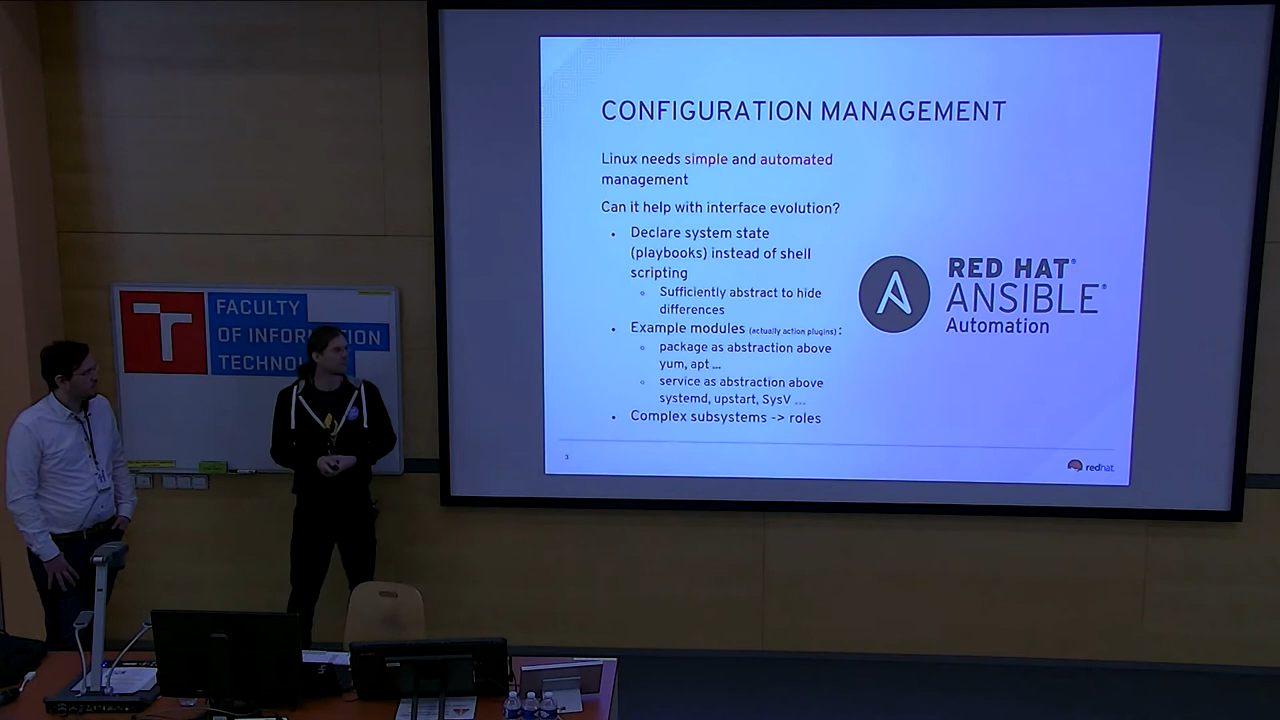 CONFIGURATION MANAGEMENT
Linux needs simple and automated
management
Can it help with interface evolution?
Declare system state
(playbooks) instead of shell
scripting
Sufficiently abstract to hide
differences
Example modules (actually action plugins):
package as abstraction above
yum, apt ...
service as abstraction above
systemd, upstart, SysV ...
Complex subsystems -> roles
RED HAT®
ANSIBLE®
Automation
3
redhat
FACULTY
OF INFORMATION